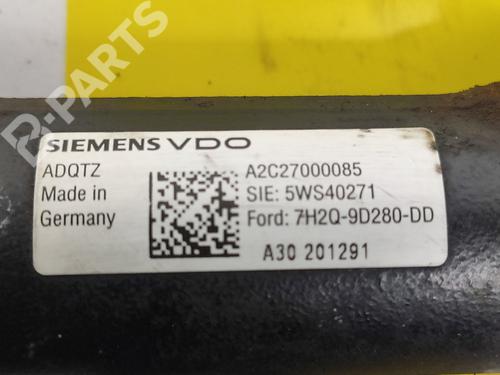 B-PARTS
SIEMENS VDO
ADQTZ
Made in
Germany
A2C27000085
SIE: 5WS40271
Ford: 7H2Q-9D280-DD
A30 201291